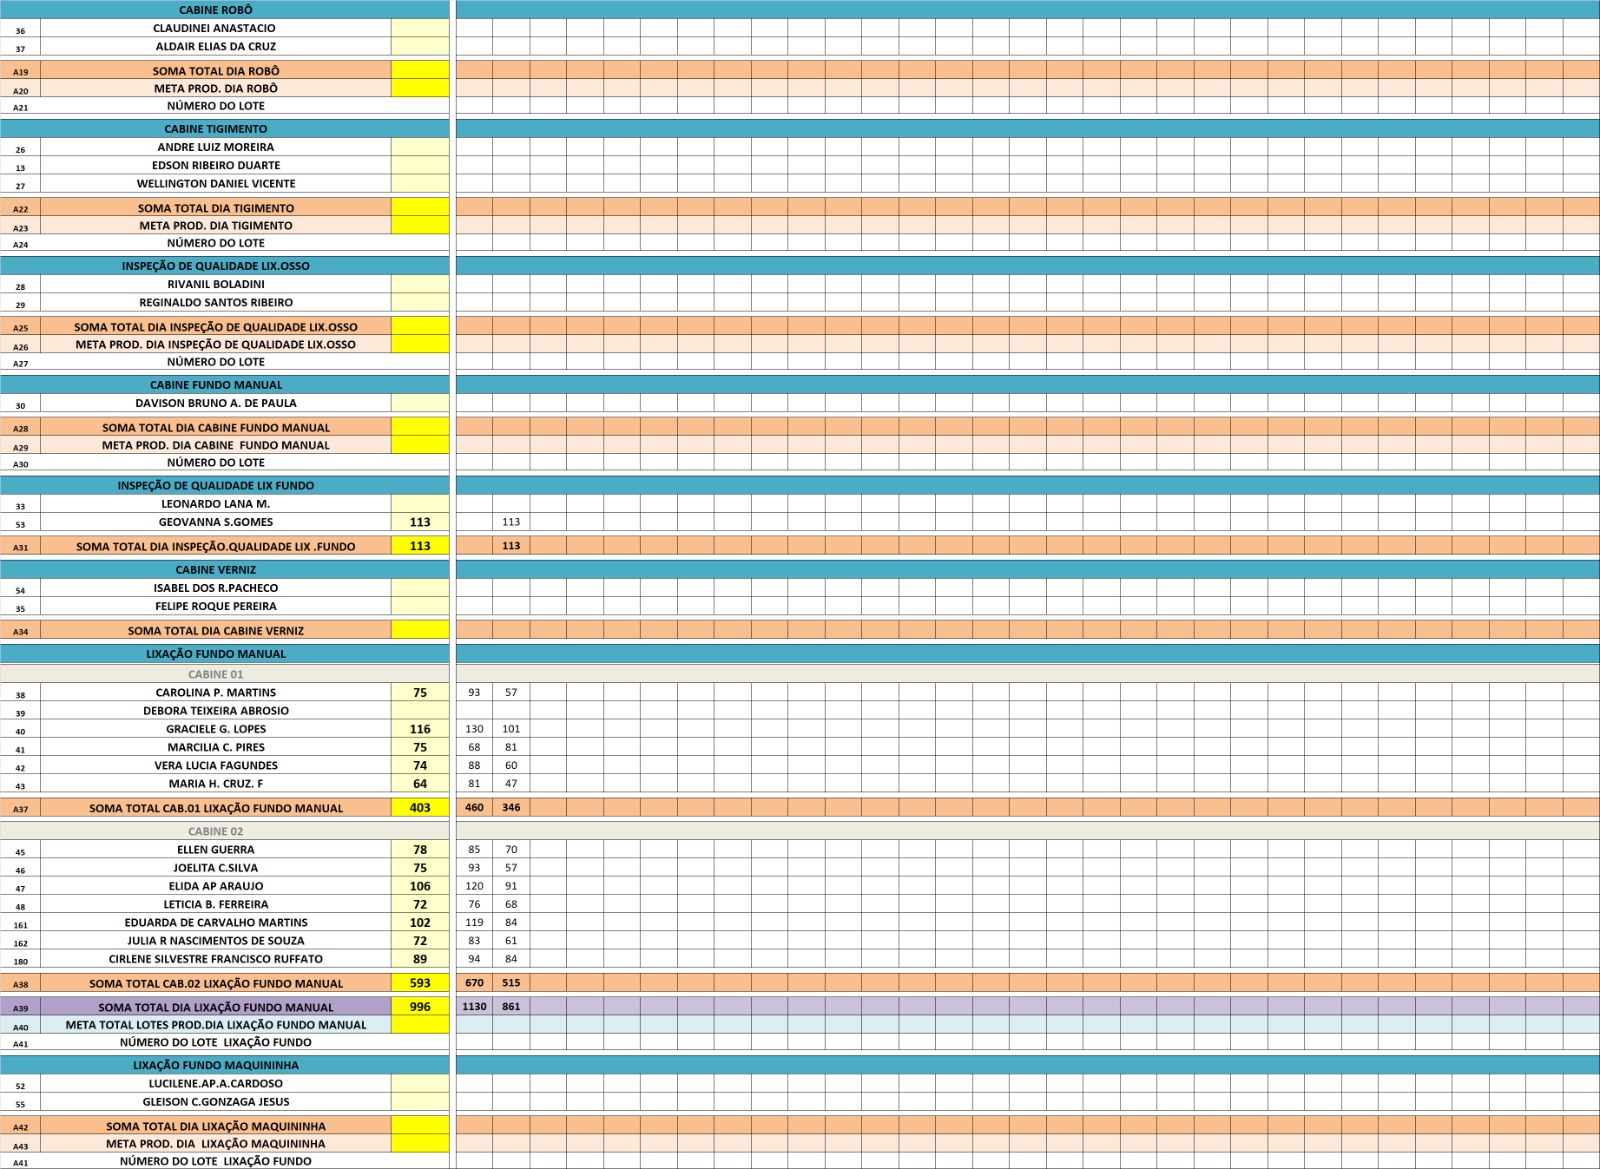 CABINE ROBÔ
36 CLAUDINEI ANASTACIO
37 ALDAIR ELIAS DA CRUZ
A19 SOMA TOTAL DIA ROBÔ
A20 META PROD. DIA ROBÔ
A21 NÚMERO DO LOTE
CABINE TIGIMENTO
26 ANDRE LUIZ MOREIRA
13 EDSON RIBEIRO DUARTE
27 WELLINGTON DANIEL VICENTE
A22 SOMA TOTAL DIA TIGIMENTO
A23 META PROD. DIA TIGIMENTO
A24 NÚMERO DO LOTE
INSPEÇÃO DE QUALIDADE LIX.OSSO
28 RIVANIL BOLADINI
29 REGINALDO SANTOS RIBEIRO
A25 SOMA TOTAL DIA INSPEÇÃO DE QUALIDADE LIX.OSSO
A26 META PROD. DIA INSPEÇÃO DE QUALIDADE LIX.OSSO
A27 NÚMERO DO LOTE
CABINE FUNDO MANUAL
30 DAVISON BRUNO A. DE PAULA
A28 SOMA TOTAL DIA CABINE FUNDO MANUAL
A29 META PROD. DIA CABINE FUNDO MANUAL
A30 NÚMERO DO LOTE
INSPEÇÃO DE QUALIDADE LIX FUNDO
33 LEONARDO LANA M.
53 GEOVANNA S.GOMES 113 113
A31 SOMA TOTAL DIA INSPEÇÃO.QUALIDADE LIX .FUNDO 113 113
CABINE VERNIZ
54 ISABEL DOS R.PACHECO
35 FELIPE ROQUE PEREIRA
A34 SOMA TOTAL DIA CABINE VERNIZ
LIXAÇÃO FUNDO MANUAL
CABINE 01
38 CAROLINA P. MARTINS 75 93 57
39 DEBORA TEIXEIRA ABROSIO
40 GRACIELE G. LOPES 116 130 101
41 MARCILIA C. PIRES 75 68 81
42 VERA LUCIA FAGUNDES 74 88 60
43 MARIA H. CRUZ. F 64 81 47
A37 SOMA TOTAL CAB.01 LIXAÇÃO FUNDO MANUAL 403 460 346
CABINE 02
45 ELLEN GUERRA 78 85 70
46 JOELITA C.SILVA 75 93 57
47 ELIDA AP ARAUJO 106 120 91
48 LETICIA B. FERREIRA 72 76 68
161 EDUARDA DE CARVALHO MARTINS 102 119 84
162 JULIA R NASCIMENTOS DE SOUZA 72 83 61
180 CIRLENE SILVESTRE FRANCISCO RUFFATO 89 94 84
A38 SOMA TOTAL CAB.02 LIXAÇÃO FUNDO MANUAL 593 670 515
A39 SOMA TOTAL DIA LIXAÇÃO FUNDO MANUAL 996 1130 861
A40 META TOTAL LOTES PROD.DIA LIXAÇÃO FUNDO MANUAL
A41 NÚMERO DO LOTE LIXAÇÃO FUNDO
LIXAÇÃO FUNDO MAQUININHA
52 LUCILENE.AP.A.CARDOSO
55 GLEISON C.GONZAGA JESUS
A42 SOMA TOTAL DIA LIXAÇÃO MAQUININHA
A43 META PROD. DIA LIXAÇÃO MAQUININHA
A41 NÚMERO DO LOTE LIXAÇÃO FUNDO